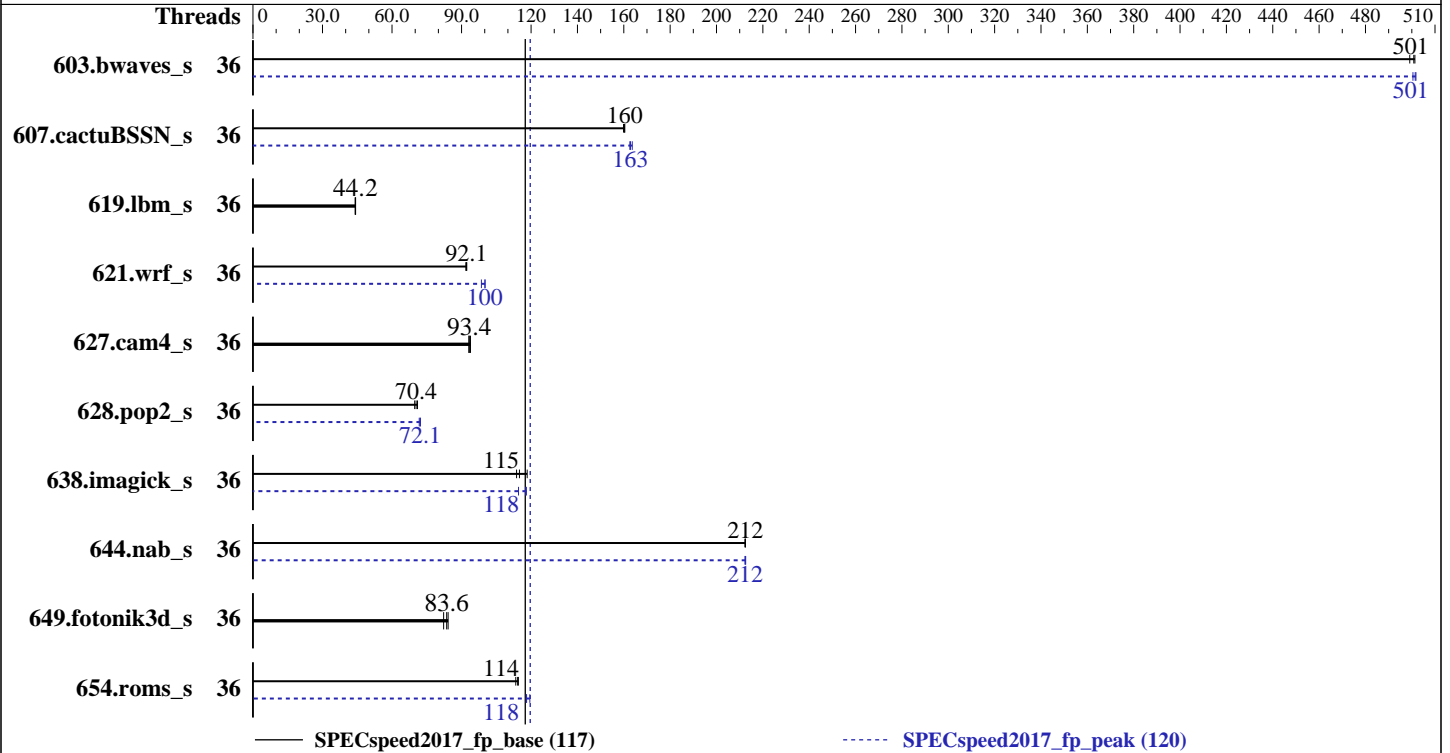 Threads 0 30.0 60.0 90.0 120 140 160 180 200 220 240 260 280 300 320 340 360 380 400 420 440 460 480 510
603.bwaves_s 36 501
501
607.cactuBSSN_s 36 160
163
619.lbm_s 36 44.2
621.wrf_s 36 92.1
100
627.cam4_s 36 93.4
628.pop2_s 36 70.4
72.1
638.imagick_s 36 115
118
644.nab_s 36 212
212
649.fotonik3d_s 36 83.6
654.roms_s 36 114
118
SPECspeed2017_fp_base (117) SPECspeed2017_fp_peak (120)